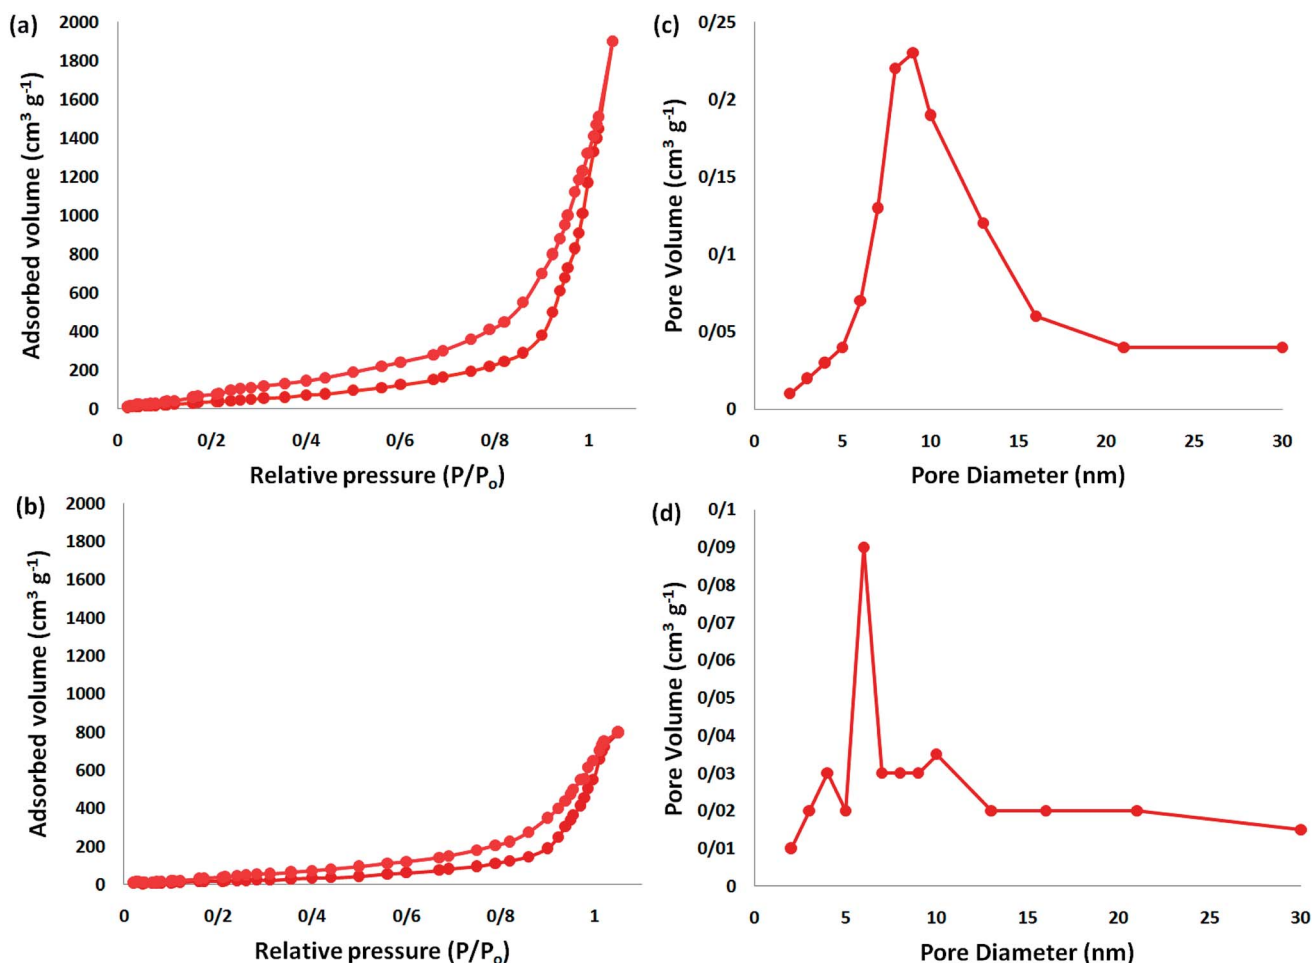 (a)
2000
1800
1600
1400
1200
1000
800
600
400
200
0
Adsorbed volume (cm³ g⁻¹)
0 0/2 0/4 0/6 0/8 1
Relative pressure (P/Pₒ)
(c)
0/25
0/2
0/15
0/1
0/05
0
Pore Volume (cm³ g⁻¹)
0 5 10 15 20 25 30
Pore Diameter (nm)
(b)
2000
1800
1600
1400
1200
1000
800
600
400
200
0
Adsorbed volume (cm³ g⁻¹)
0 0/2 0/4 0/6 0/8 1
Relative pressure (P/Pₒ)
(d)
0/1
0/09
0/08
0/07
0/06
0/05
0/04
0/03
0/02
0/01
0
Pore Volume (cm³ g⁻¹)
0 5 10 15 20 25 30
Pore Diameter (nm)